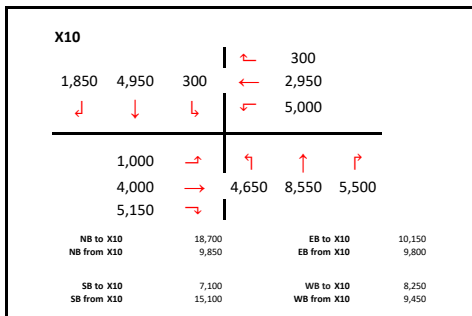 X10
300
1,850 4,950 300 2,950
5,000
1,000
4,000 4,650 8,550 5,500
5,150
NB to X10 18,700 EB to X10 10,150
NB from X10 9,850 EB from X10 9,800
SB to X10 7,100 WB to X10 8,250
SB from X10 15,100 WB from X10 9,450